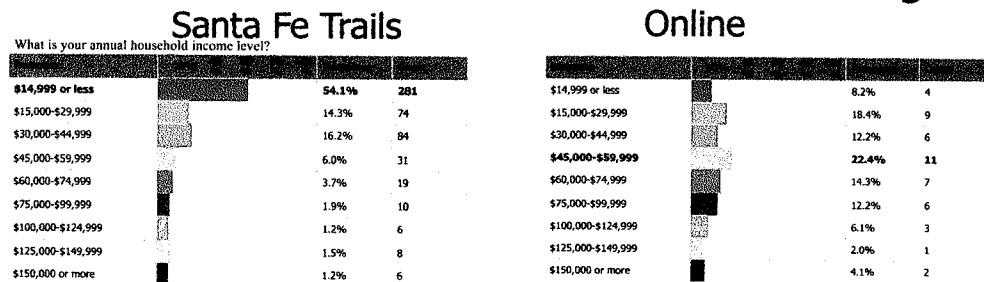 Santa Fe Trails
What is your annual household income level?
$14,999 or less 54.1% 281
$15,000-$29,999 14.3% 74
$30,000-$44,999 16.2% 84
$45,000-$59,999 6.0% 31
$60,000-$74,999 3.7% 19
$75,000-$99,999 1.9% 10
$100,000-$124,999 1.2% 6
$125,000-$149,999 1.5% 8
$150,000 or more 1.2% 6
Online
$14,999 or less 8.2% 4
$15,000-$29,999 18.4% 9
$30,000-$44,999 12.2% 6
$45,000-$59,999 22.4% 11
$60,000-$74,999 14.3% 7
$75,000-$99,999 12.2% 6
$100,000-$124,999 6.1% 3
$125,000-$149,999 2.0% 1
$150,000 or more 4.1% 2